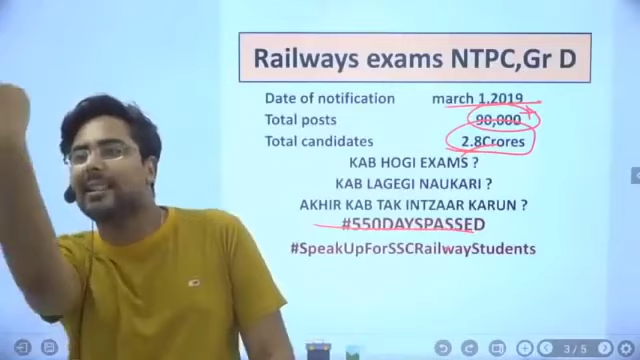 Railways exams NTPC,Gr D
Date of notification march 1.2019
Total posts 90,000
Total candidates 2.8Crores
KAB HOGI EXAMS ?
KAB LAGEGI NAUKARI ?
AKHIR KAB TAK INTZAAR KARUN ?
#550DAYSPASSED
#SpeakUpForSSCRailwayStudents
3 / 5